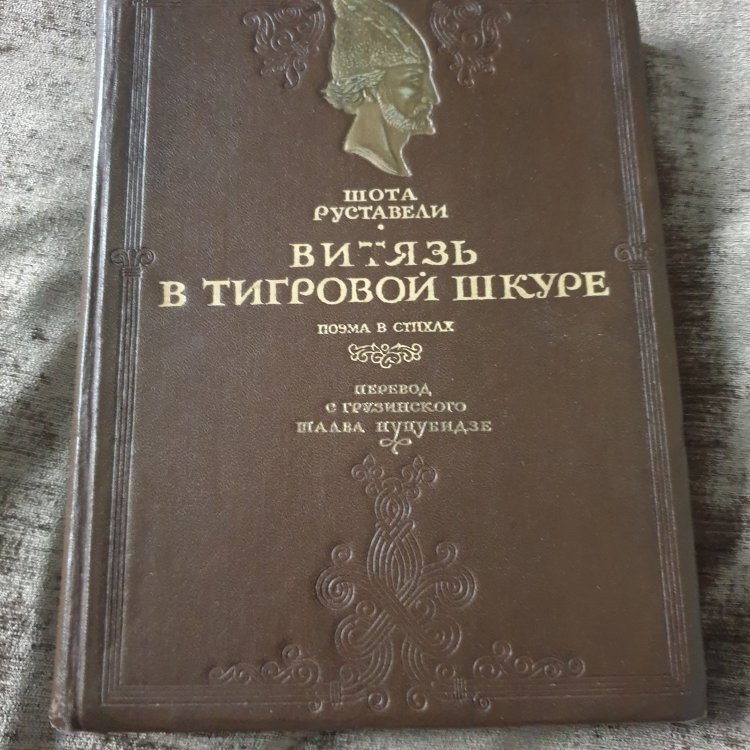 ШОТА
РУСТАВЕЛИ
ВИТЯЗЬ
В ТИГРОВОЙ ШКУРЕ
ПОЭМА В СТИХАХ
ПЕРЕВОД
С ГРУЗИНСКОГО
ШАЛВА НУЦУБИДЗЕ